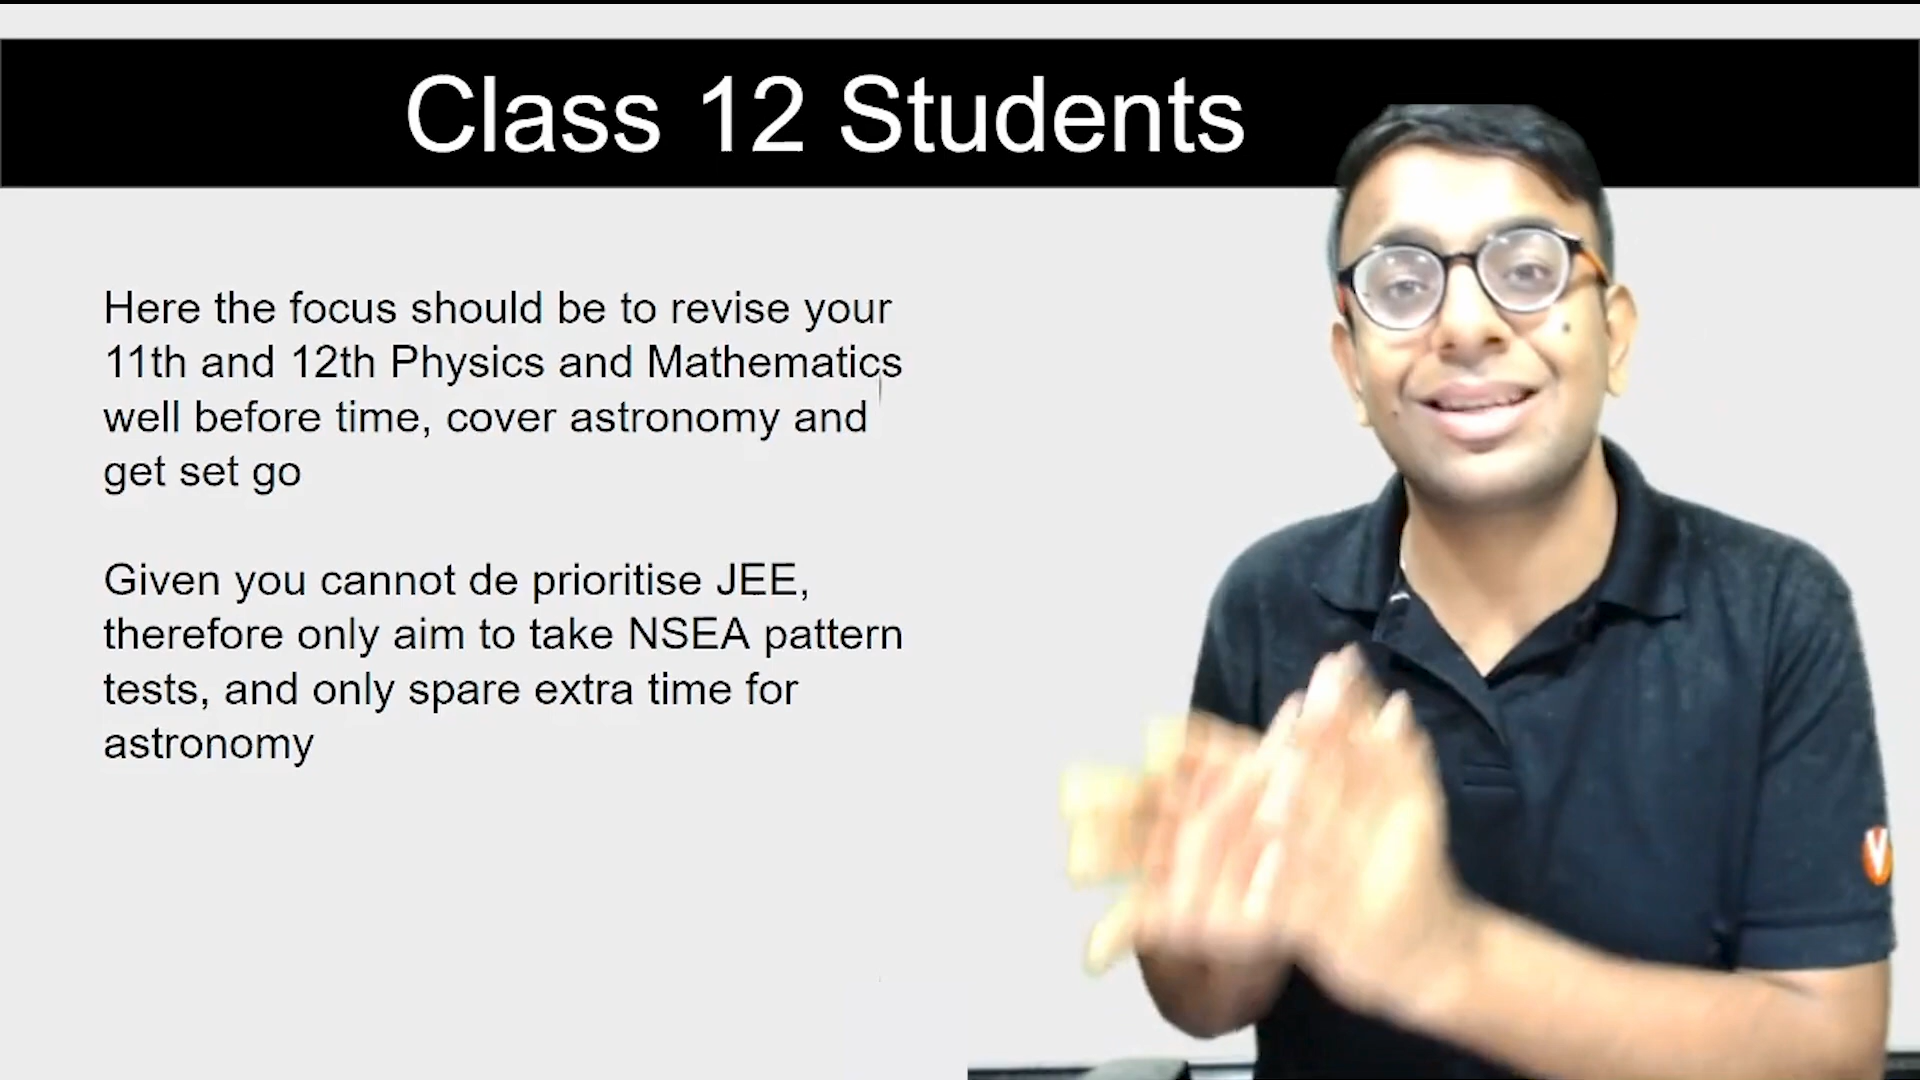 Class 12 Students
Here the focus should be to revise your
11th and 12th Physics and Mathematics
well before time, cover astronomy and
get set go
Given you cannot de prioritise JEE,
therefore only aim to take NSEA pattern
tests, and only spare extra time for
astronomy
V